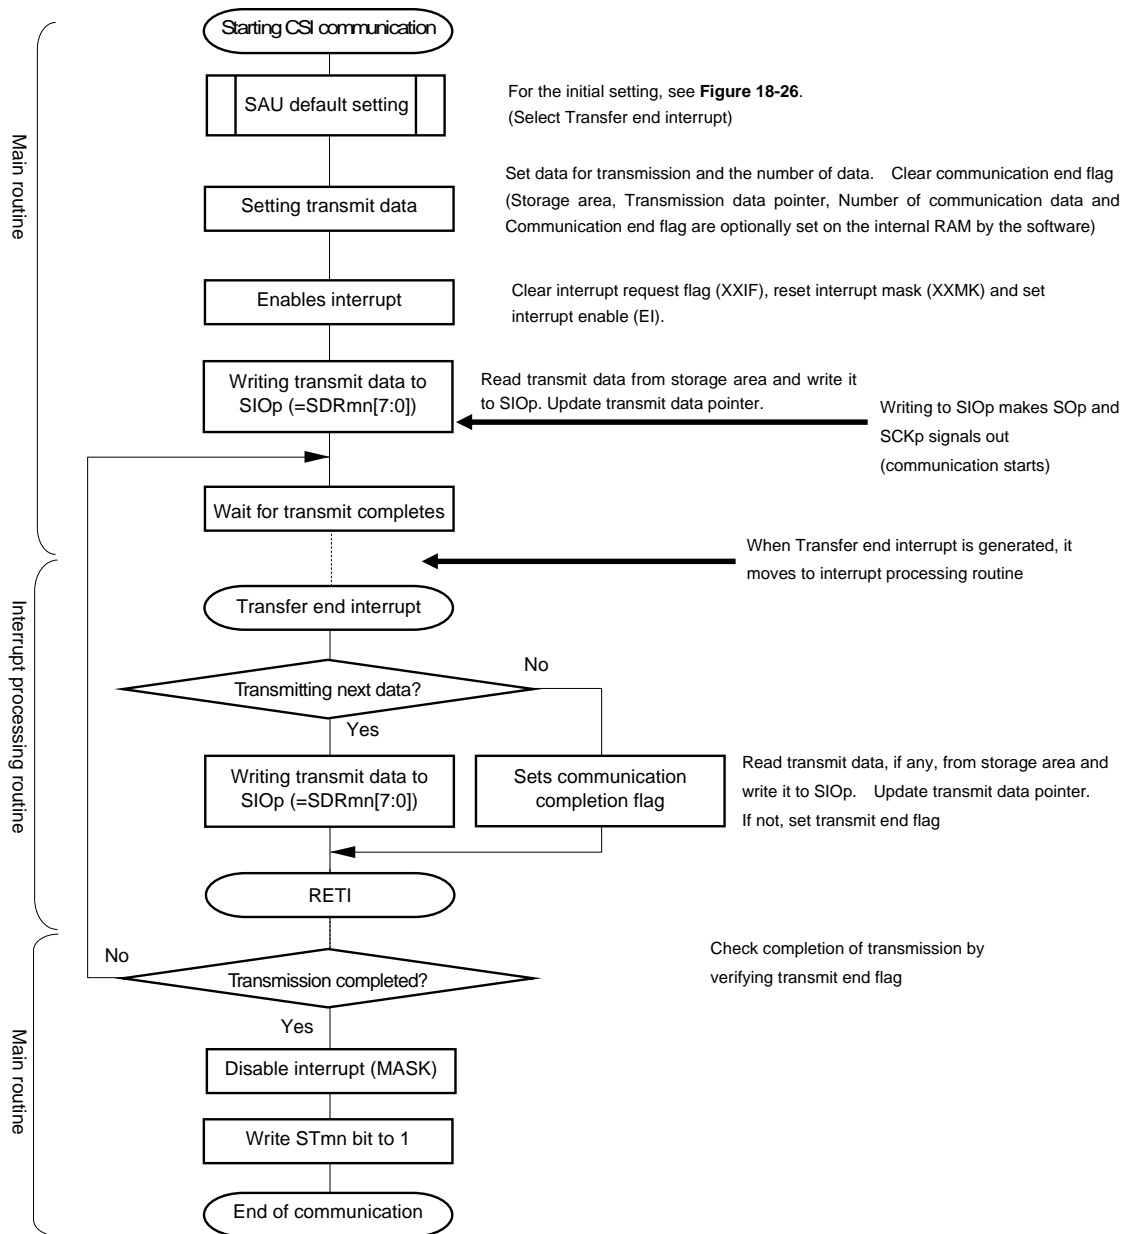 Starting CSI communication
SAU default setting
For the initial setting, see Figure 18-26.
(Select Transfer end interrupt)
Main routine
Setting transmit data
Set data for transmission and the number of data. Clear communication end flag
(Storage area, Transmission data pointer, Number of communication data and
Communication end flag are optionally set on the internal RAM by the software)
Enables interrupt
Clear interrupt request flag (XXIF), reset interrupt mask (XXMK) and set
interrupt enable (EI).
Writing transmit data to
SIOp (=SDRmn[7:0])
Read transmit data from storage area and write it
to SIOp. Update transmit data pointer.
Writing to SIOp makes SOp and
SCKp signals out
(communication starts)
Wait for transmit completes
When Transfer end interrupt is generated, it
moves to interrupt processing routine
Interrupt processing routine
Transfer end interrupt
Transmitting next data?
No
Yes
Writing transmit data to
SIOp (=SDRmn[7:0])
Sets communication
completion flag
Read transmit data, if any, from storage area and
write it to SIOp. Update transmit data pointer.
If not, set transmit end flag
RETI
Main routine
No
Transmission completed?
Check completion of transmission by
verifying transmit end flag
Yes
Disable interrupt (MASK)
Write STmn bit to 1
End of communication